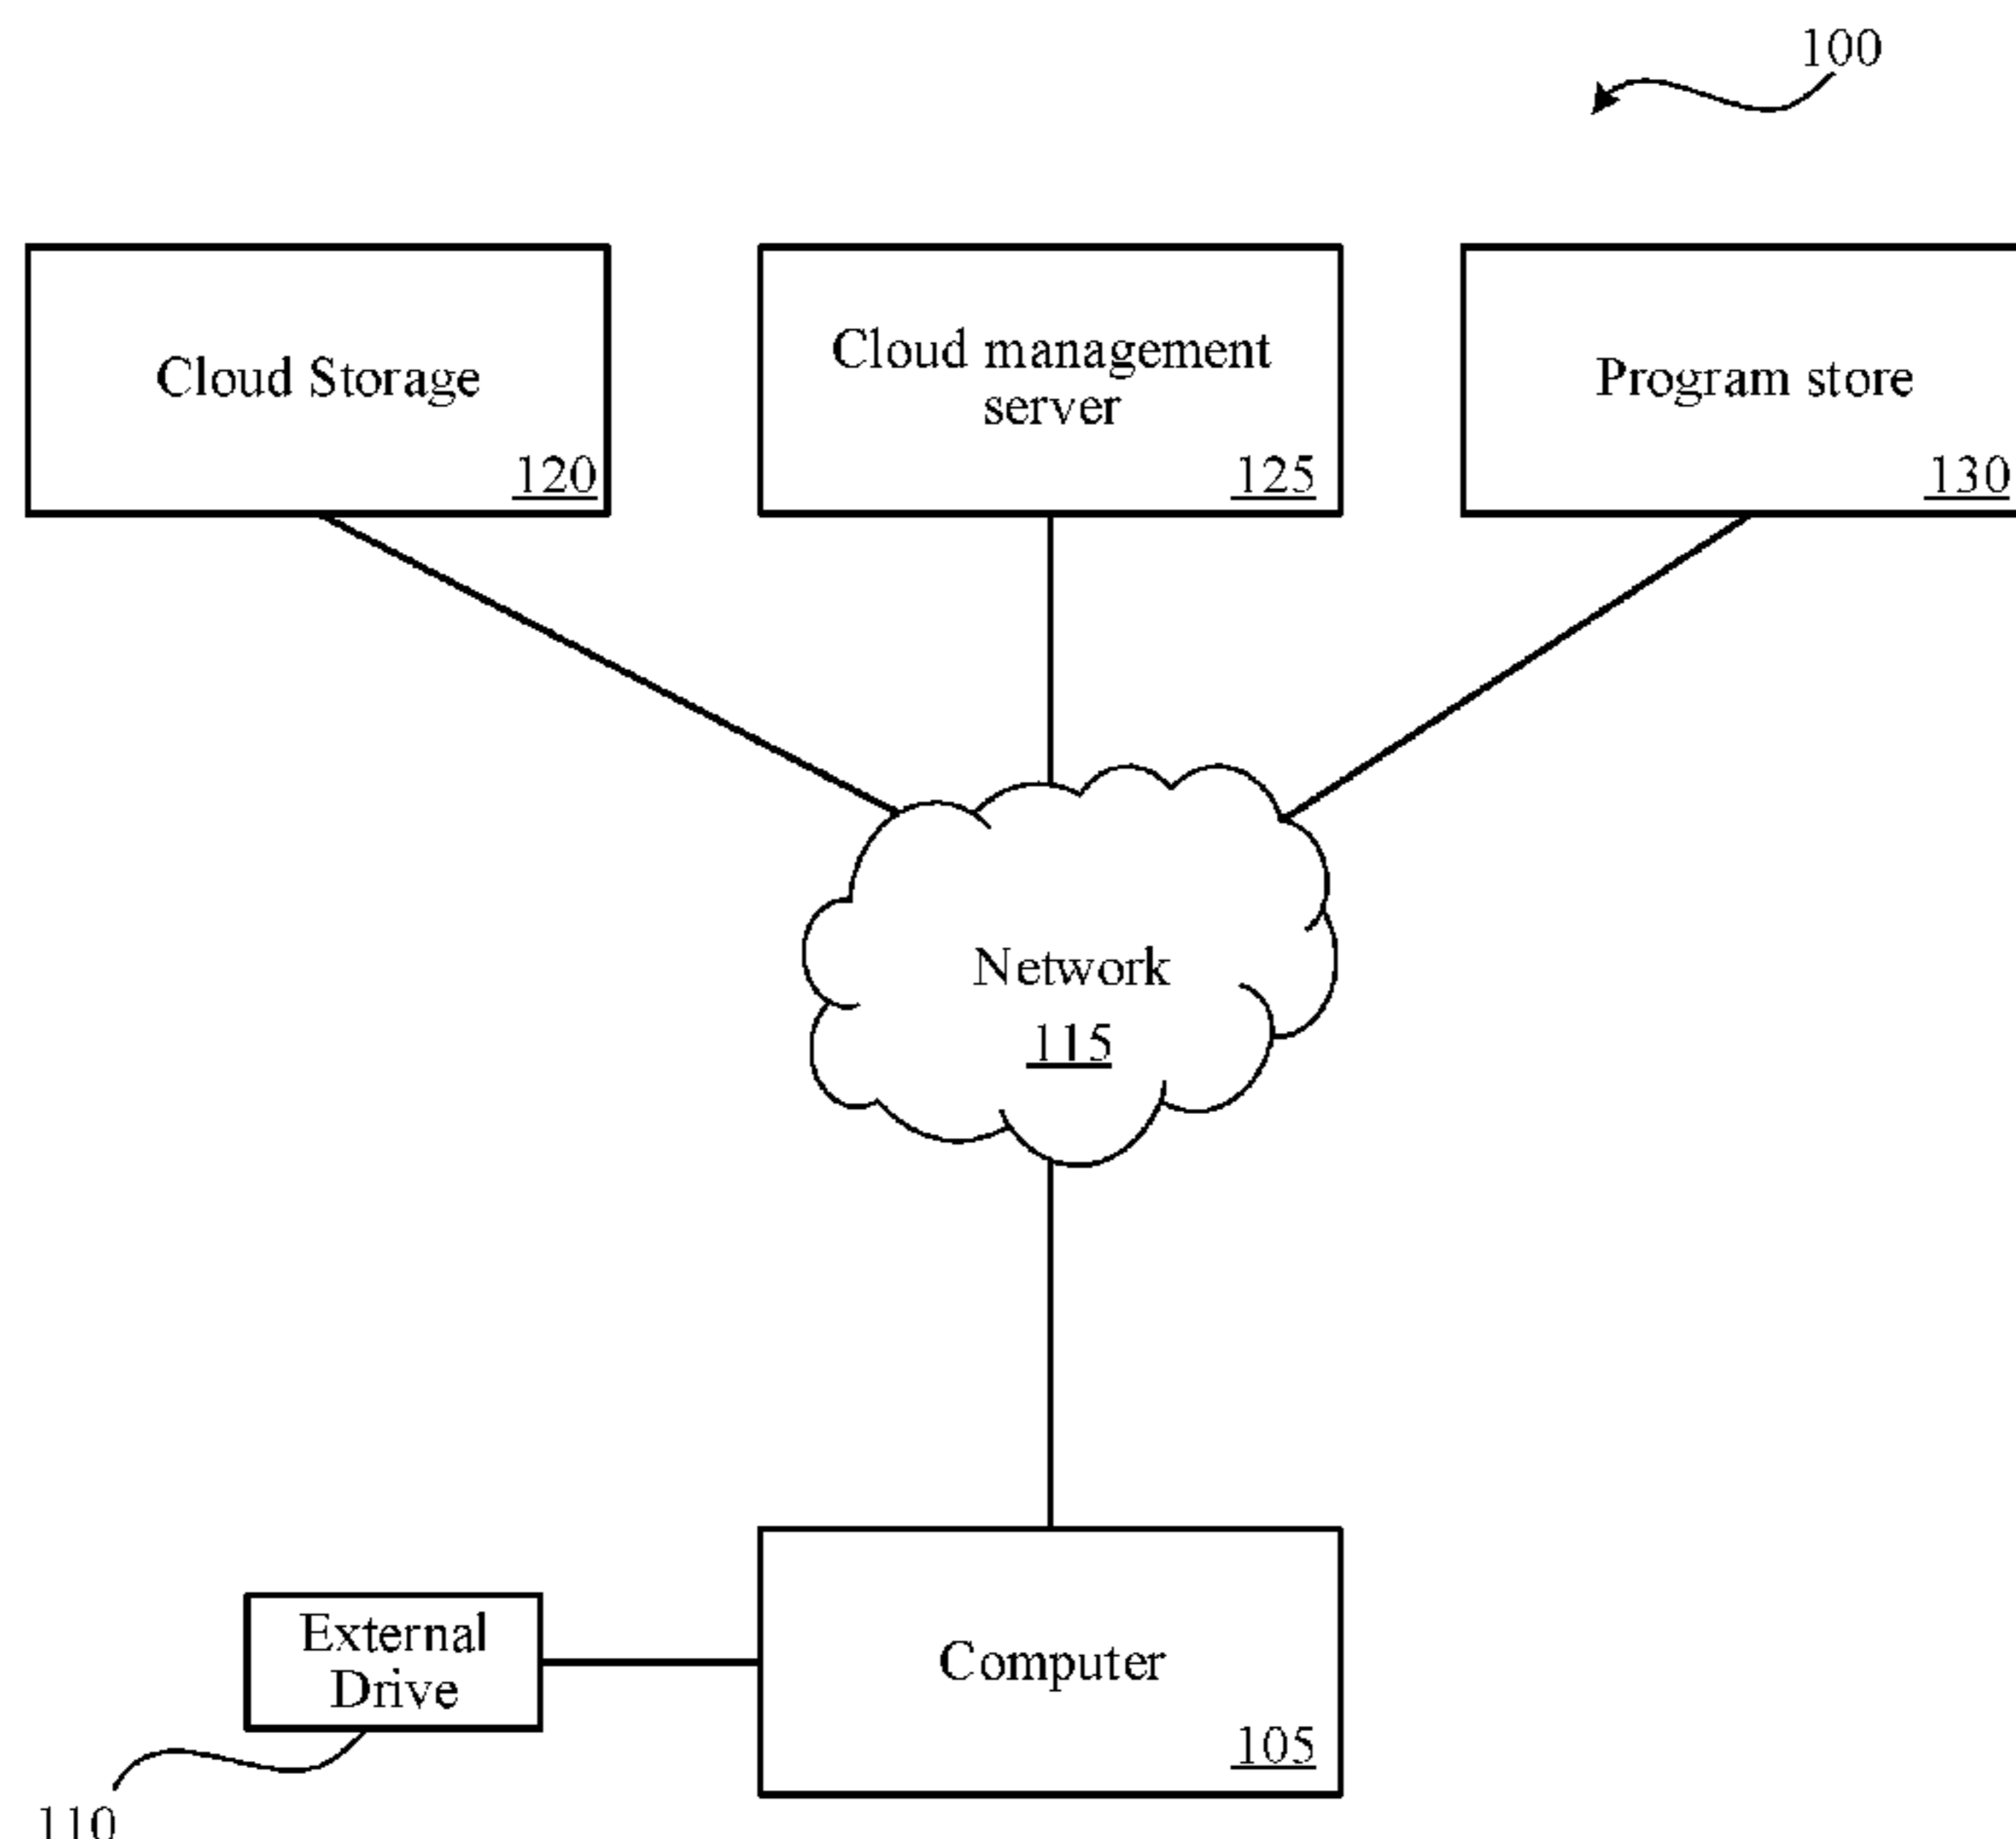 100
Cloud Storage
120
Cloud management
server
125
Program store
130
Network
115
External
Drive
110
Computer
105